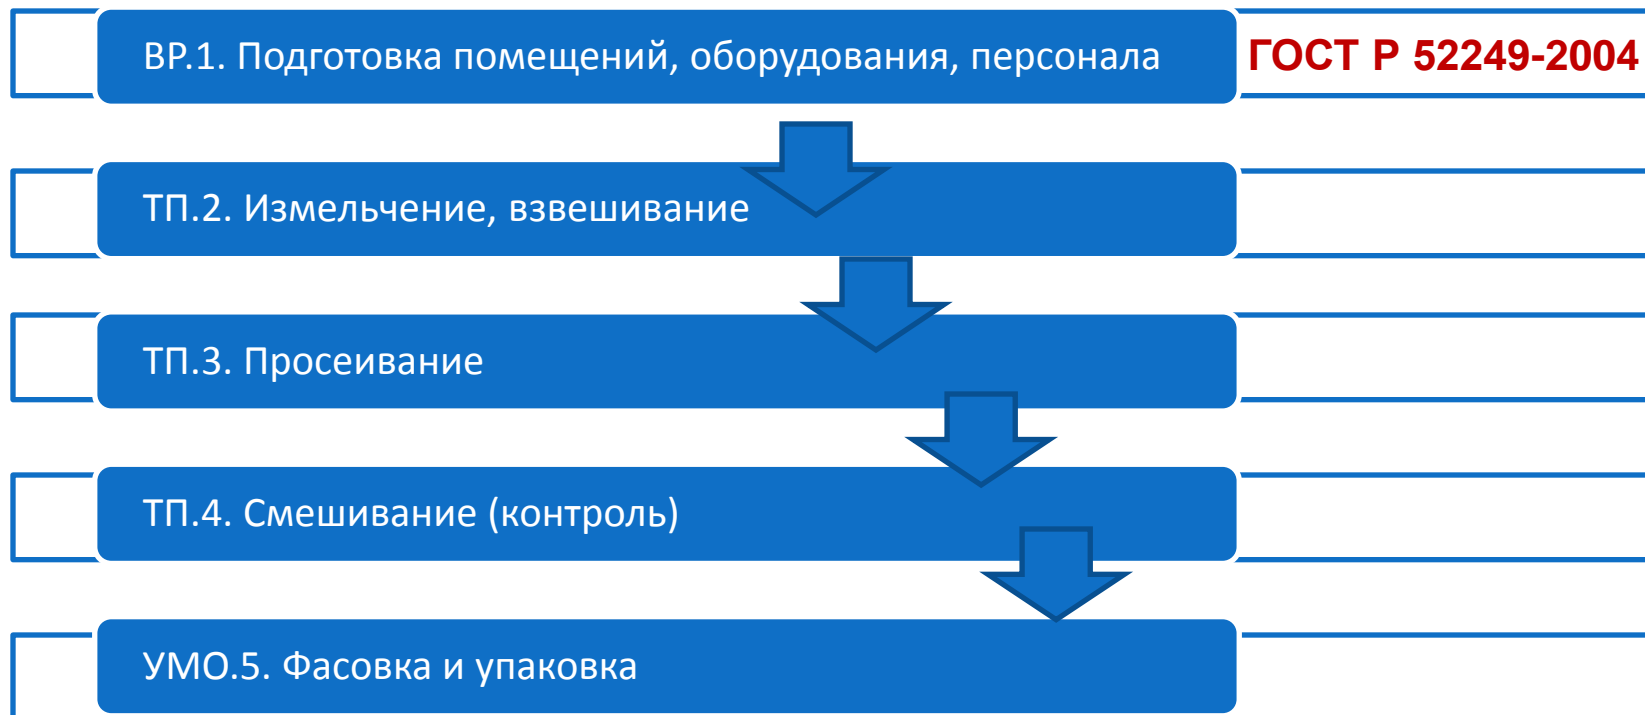 ВР.1. Подготовка помещений, оборудования, персонала
ГОСТ Р 52249-2004
ТП.2. Измельчение, взвешивание
ТП.3. Просеивание
ТП.4. Смешивание (контроль)
УМО.5. Фасовка и упаковка